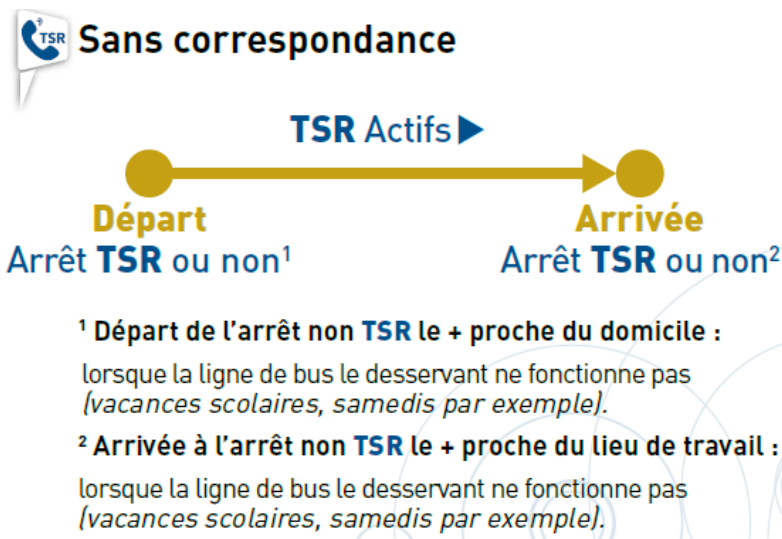 TSR Sans correspondance
TSR Actifs
Départ
Arrivée
Arrêt TSR ou non¹
Arrêt TSR ou non²
¹ Départ de l'arrêt non TSR le + proche du domicile :
lorsque la ligne de bus le desservant ne fonctionne pas
(vacances scolaires, samedis par exemple).
² Arrivée à l'arrêt non TSR le + proche du lieu de travail :
lorsque la ligne de bus le desservant ne fonctionne pas
(vacances scolaires, samedis par exemple).